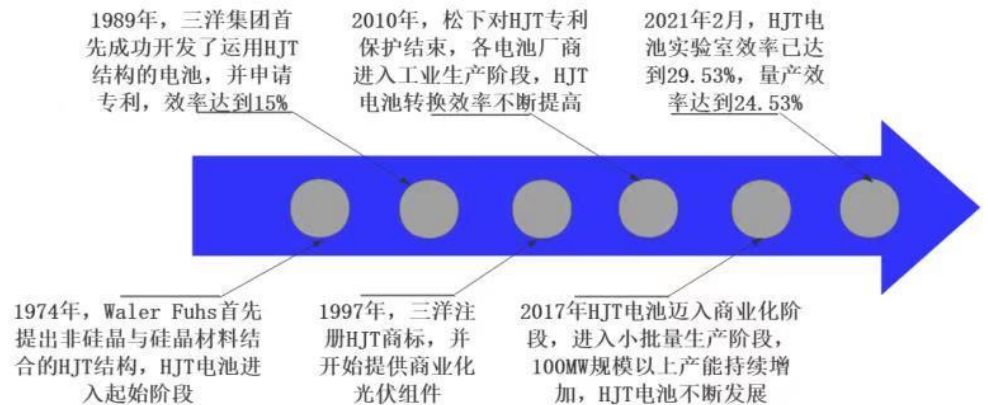 1989年，三洋集团首
先成功开发了运用HJT
结构的电池，并申请
专利，效率达到15%
2010年，松下对HJT专利
保护结束，各电池厂商
进入工业生产阶段，HJT
电池转换效率不断提高
2021年2月，HJT电
池实验室效率已达
到29.53%，量产效
率达到24.53%
1974年，Waler Fuhs首先
提出非硅晶与硅晶材料结
合的HJT结构，HJT电池进
入起始阶段
1997年，三洋注
册HJT商标，并
开始提供商业化
光伏组件
2017年HJT电池迈入商业化阶
段，进入小批量生产阶段，
100MW规模以上产能持续增
加，HJT电池不断发展